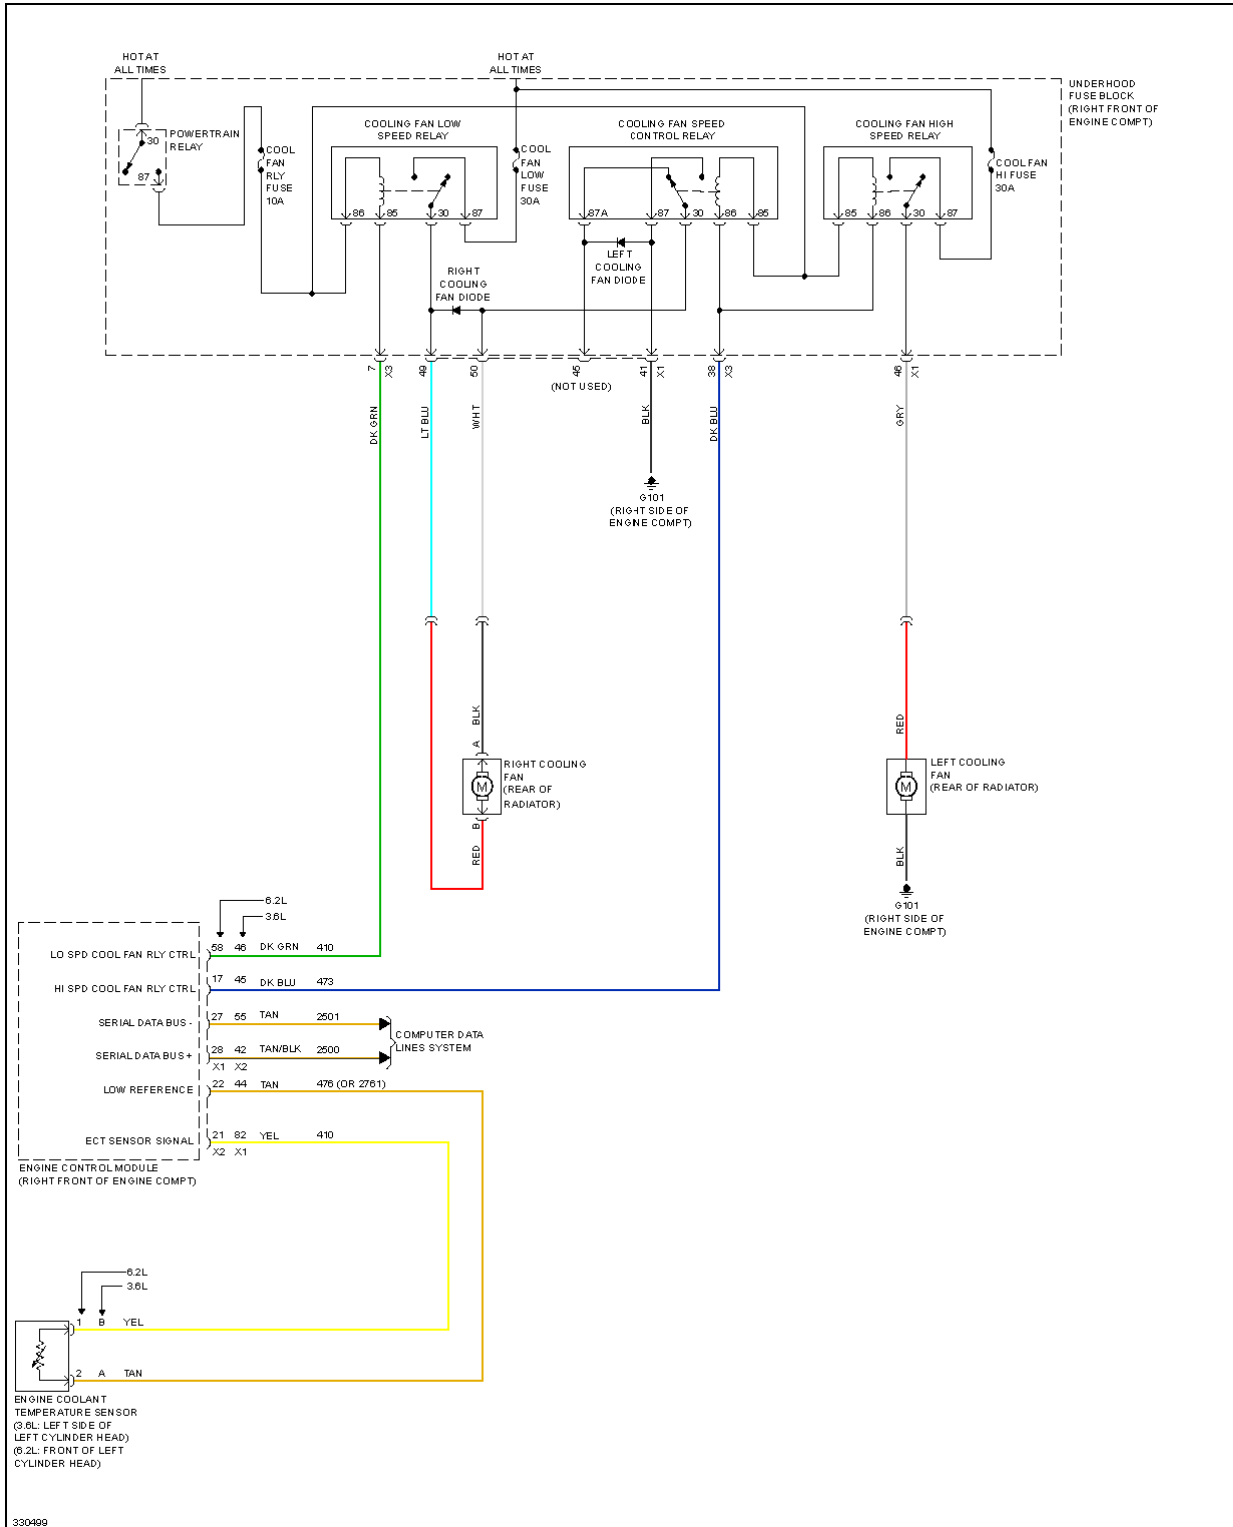 HOT AT
ALL TIMES
HOT AT
ALL TIMES
UNDERHOOD
FUSE BLOCK
(RIGHT FRONT OF
ENGINE COMPT)
POWERTRAIN
RELAY
30
87
COOL
FAN
RLY
FUSE
10A
COOLING FAN LOW
SPEED RELAY
86
85
30
87
COOL
FAN
LOW
FUSE
30A
COOLING FAN SPEED
CONTROL RELAY
87A
87
30
86
85
COOLING FAN HIGH
SPEED RELAY
85
86
30
87
COOL FAN
HI FUSE
30A
LEFT
COOLING
FAN DIODE
RIGHT
COOLING
FAN DIODE
7
X3
49
50
45
(NOT USED)
41
X1
38
X3
46
X1
DK GRN
LT BLU
WHT
BLK
DK BLU
GRY
G101
(RIGHT SIDE OF
ENGINE COMPT)
BLK
A
RIGHT COOLING
FAN
(REAR OF
RADIATOR)
M
B
RED
RED
LEFT COOLING
FAN
(REAR OF RADIATOR)
M
BLK
G101
(RIGHT SIDE OF
ENGINE COMPT)
6.2L
3.6L
LO SPD COOL FAN RLY CTRL
58 46 DK GRN 410
HI SPD COOL FAN RLY CTRL
17 45 DK BLU 473
SERIAL DATA BUS -
27 55 TAN 2501
SERIAL DATA BUS +
28 42 TAN/BLK 2500
X1 X2
COMPUTER DATA
LINES SYSTEM
LOW REFERENCE
22 44 TAN 476 (OR 2761)
ECT SENSOR SIGNAL
21 82 YEL 410
X2 X1
ENGINE CONTROL MODULE
(RIGHT FRONT OF ENGINE COMPT)
6.2L
3.6L
1 B YEL
2 A TAN
ENGINE COOLANT
TEMPERATURE SENSOR
(3.6L: LEFT SIDE OF
LEFT CYLINDER HEAD)
(6.2L: FRONT OF LEFT
CYLINDER HEAD)
330499